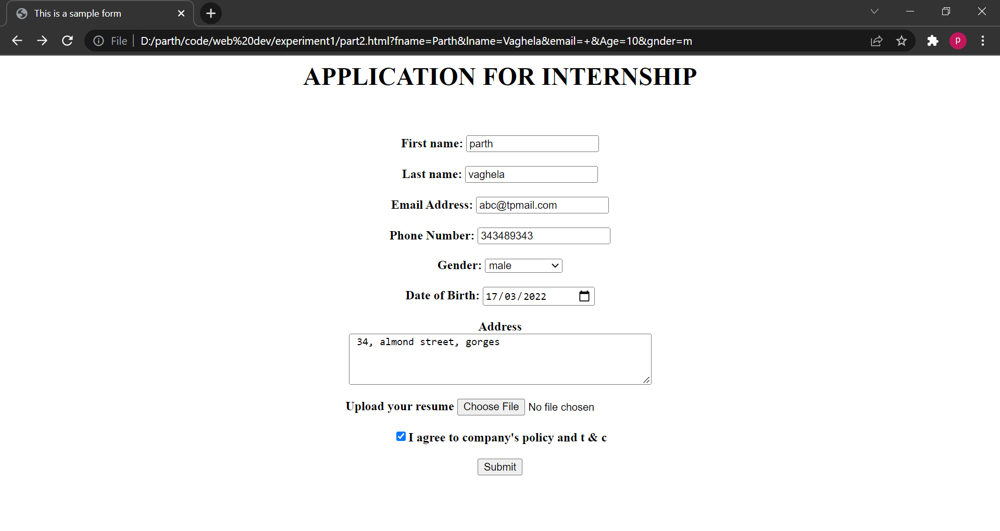 This is a sample form
File D:/parth/code/web%20dev/experiment1/part2.html?fname=Parth&lname=Vaghela&email=+&Age=10&gnder=m
p
APPLICATION FOR INTERNSHIP
First name: parth
Last name: vaghela
Email Address: abc@tpmail.com
Phone Number: 343489343
Gender: male
Date of Birth: 17/03/2022
Address
34, almond street, gorges
Upload your resume Choose File No file chosen
I agree to company's policy and t & c
Submit